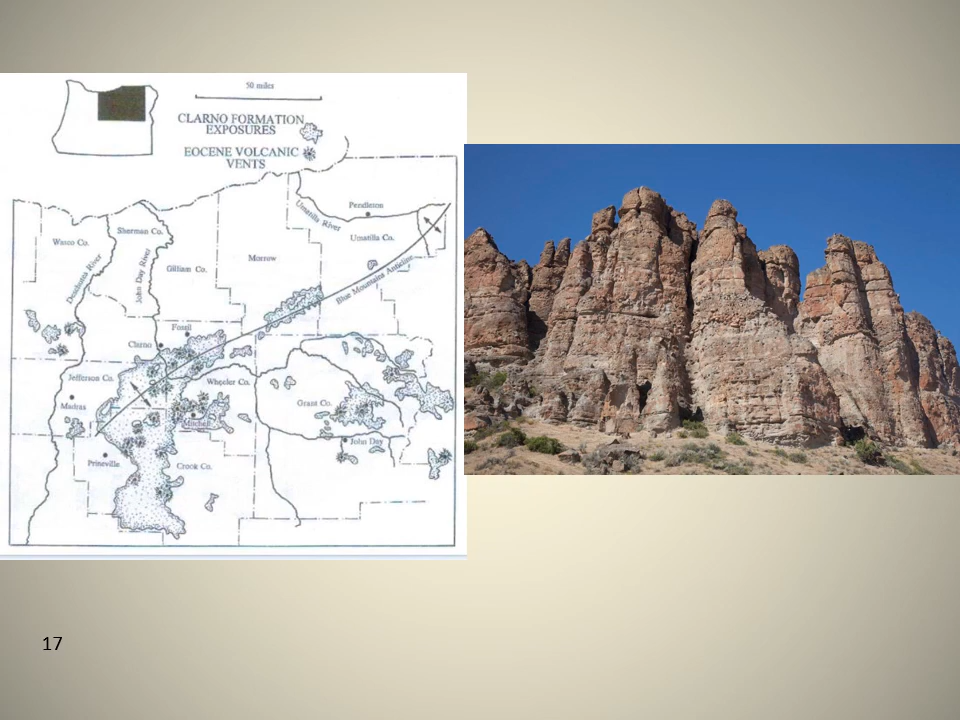 50 miles
CLARNO FORMATION
EXPOSURES
EOCENE VOLCANIC
VENTS
Pendleton
Umatilla River
Umatilla Co.
Sherman Co.
Wasco Co.
Deschutes River
John Day River
Gilliam Co.
Morrow
Blue Mountains Anticline
Fossil
Clarno
Jefferson Co.
Wheeler Co.
Madras
Grant Co.
Mitchell
John Day
Prineville
Crook Co.
17